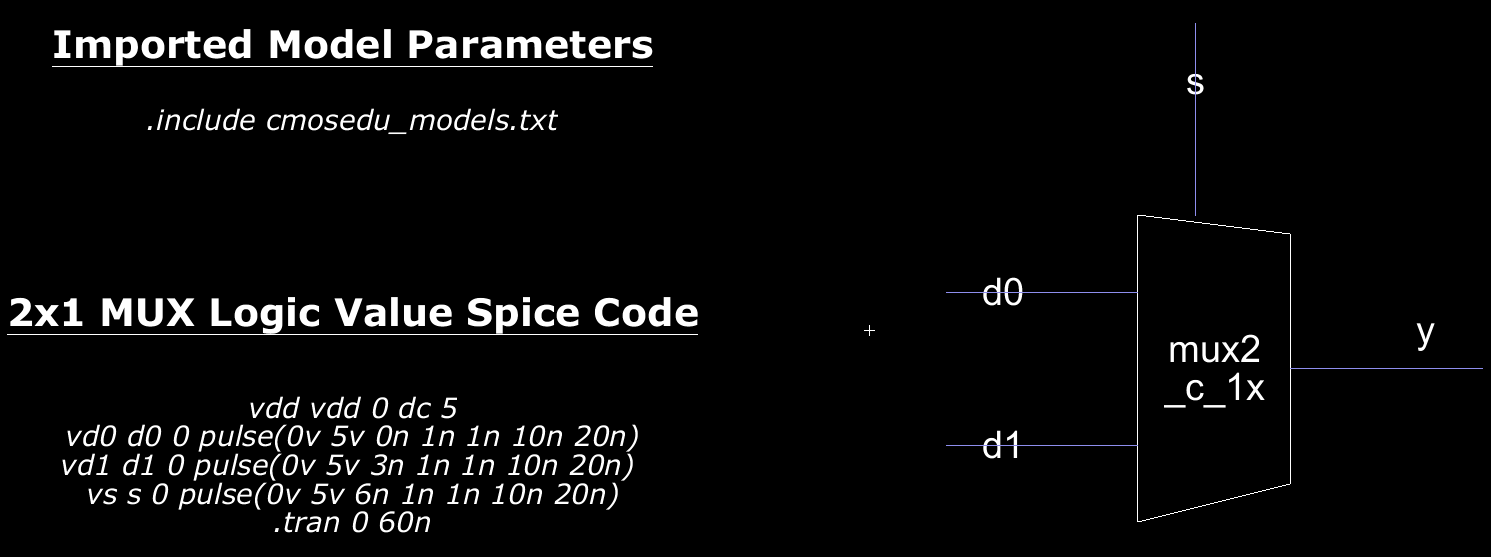 Imported Model Parameters
.include cmosedu_models.txt
2x1 MUX Logic Value Spice Code
vdd vdd 0 dc 5
vd0 d0 0 pulse(0v 5v 0n 1n 1n 10n 20n)
vd1 d1 0 pulse(0v 5v 3n 1n 1n 10n 20n)
vs s 0 pulse(0v 5v 6n 1n 1n 10n 20n)
.tran 0 60n
s
d0
d1
mux2
_c_1x
y